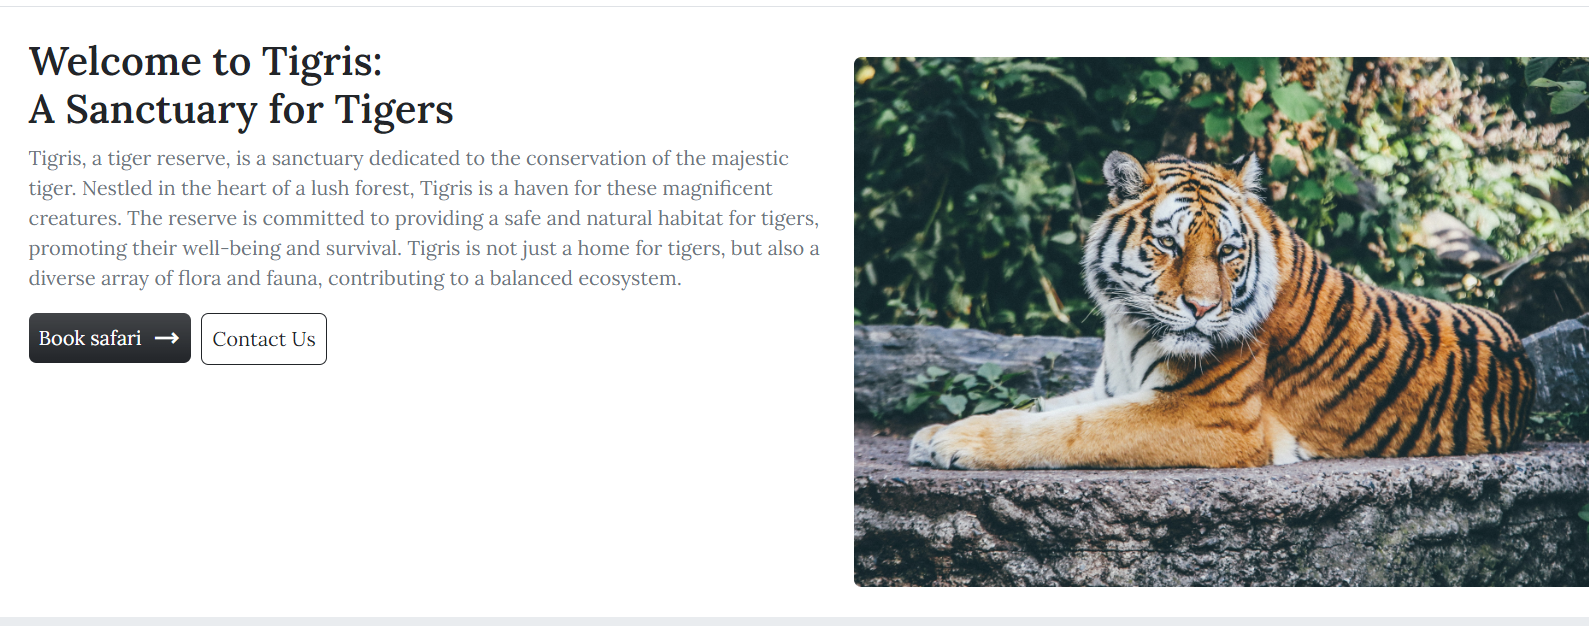 Welcome to Tigris:
A Sanctuary for Tigers
Tigris, a tiger reserve, is a sanctuary dedicated to the conservation of the majestic
tiger. Nestled in the heart of a lush forest, Tigris is a haven for these magnificent
creatures. The reserve is committed to providing a safe and natural habitat for tigers,
promoting their well-being and survival. Tigris is not just a home for tigers, but also a
diverse array of flora and fauna, contributing to a balanced ecosystem.
Book safari → Contact Us